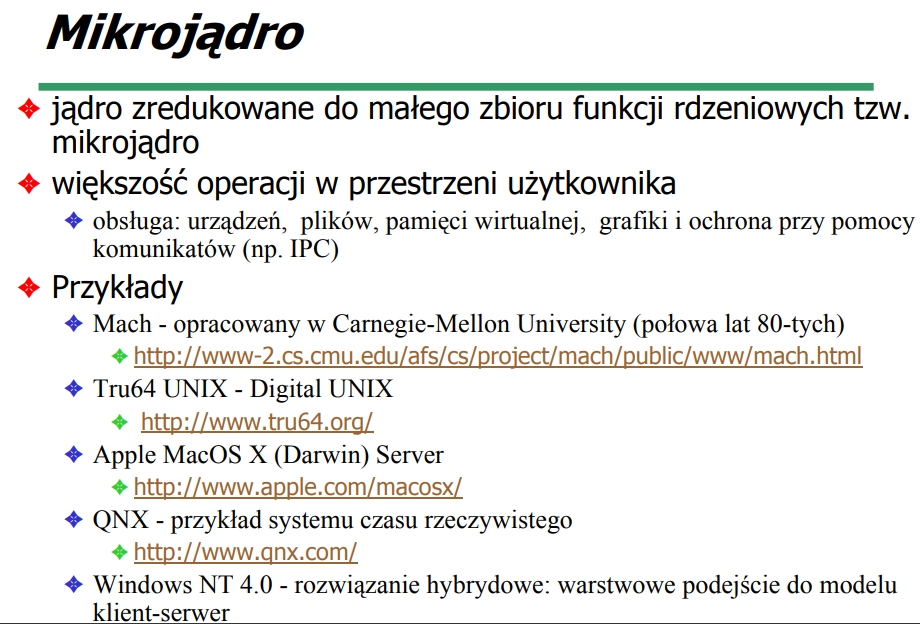 Mikrojądro
jądro zredukowane do małego zbioru funkcji rdzeniowych tzw.
mikrojądro
większość operacji w przestrzeni użytkownika
obsługa: urządzeń, plików, pamięci wirtualnej, grafiki i ochrona przy pomocy
komunikatów (np. IPC)
Przykłady
Mach - opracowany w Carnegie-Mellon University (połowa lat 80-tych)
http://www-2.cs.cmu.edu/afs/cs/project/mach/public/www/mach.html
Tru64 UNIX - Digital UNIX
http://www.tru64.org/
Apple MacOS X (Darwin) Server
http://www.apple.com/macosx/
QNX - przykład systemu czasu rzeczywistego
http://www.qnx.com/
Windows NT 4.0 - rozwiązanie hybrydowe: warstwowe podejście do modelu
klient-serwer